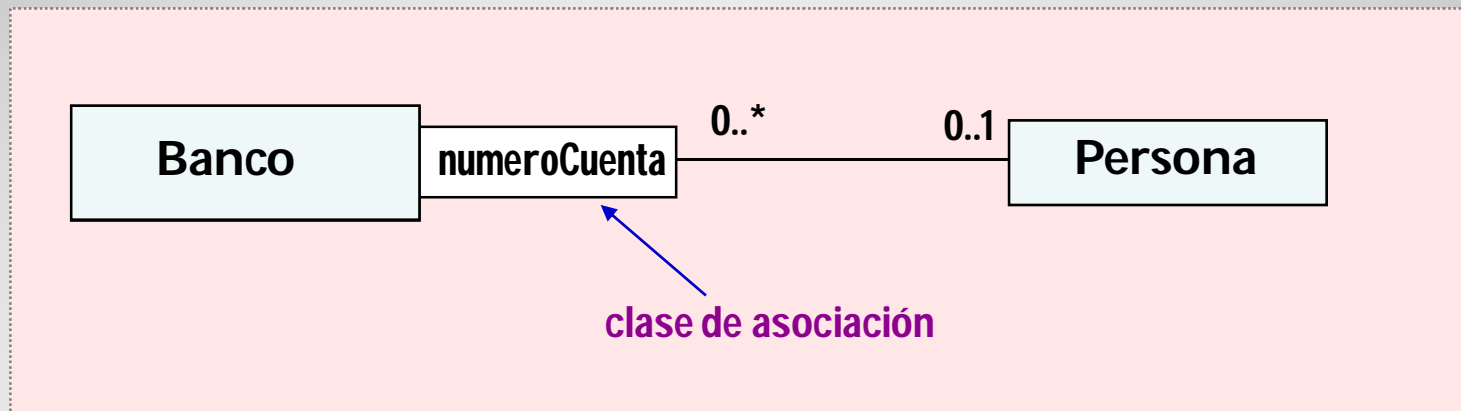 Banco
numeroCuenta
0..*
0..1
Persona
clase de asociación